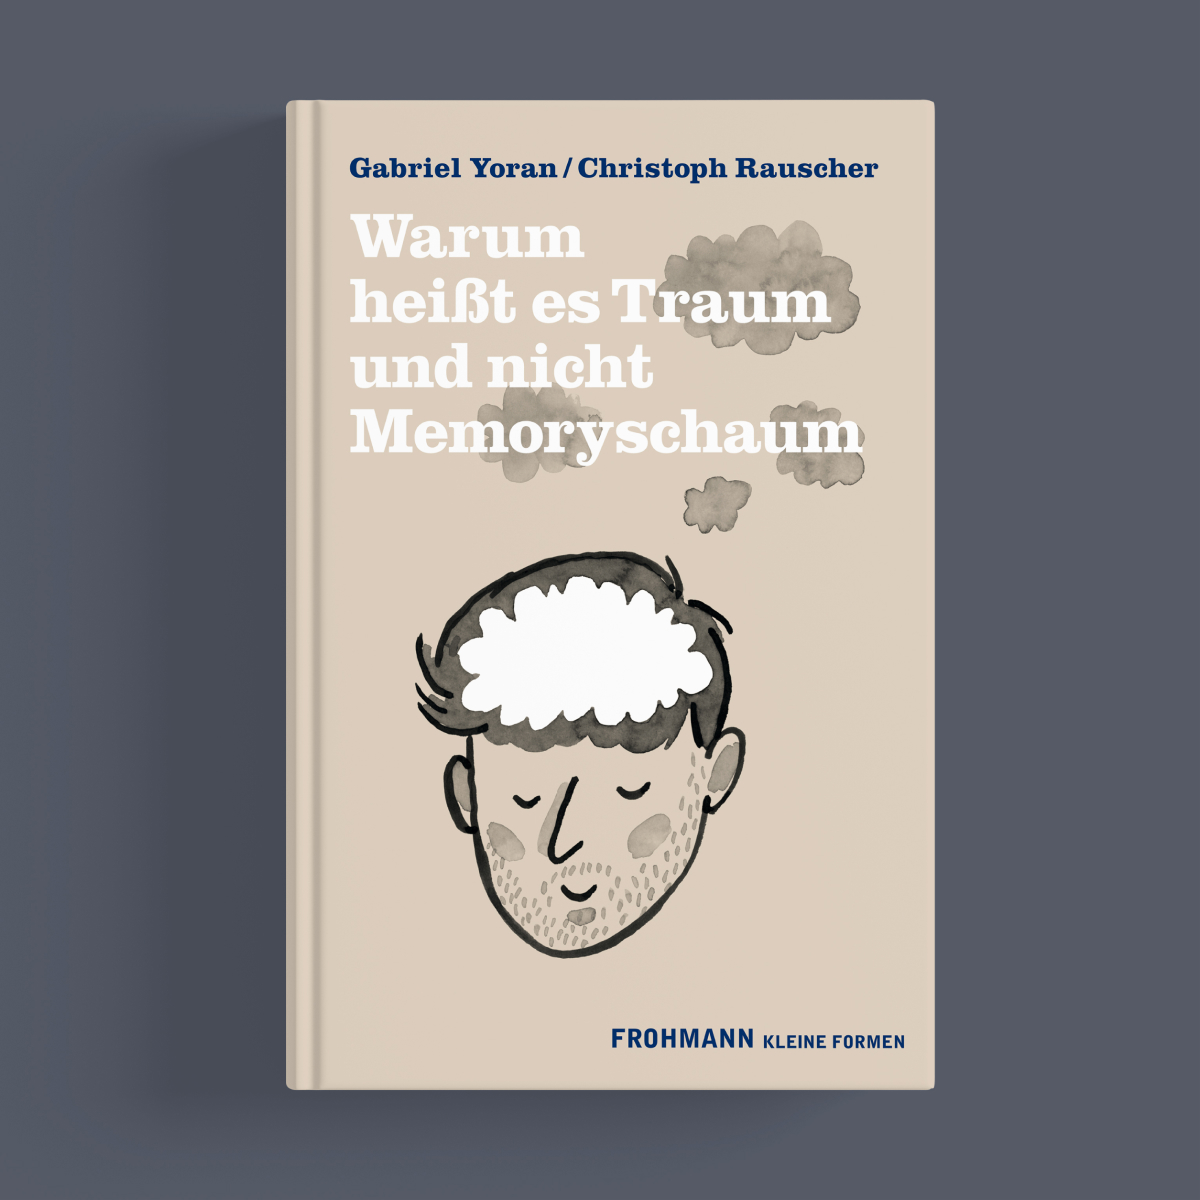 Gabriel Yoran / Christoph Rauscher
Warum
heißt es Traum
und nicht
Memoryschaum
FROHMANN KLEINE FORMEN